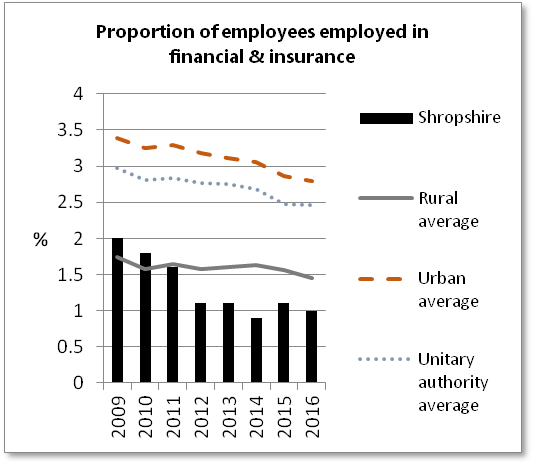 Proportion of employees employed in
financial & insurance
4
3.5
3
2.5
2
1.5
1
0.5
0
%
2009
2010
2011
2012
2013
2014
2015
2016
Shropshire
Rural
average
Urban
average
Unitary
authority
average